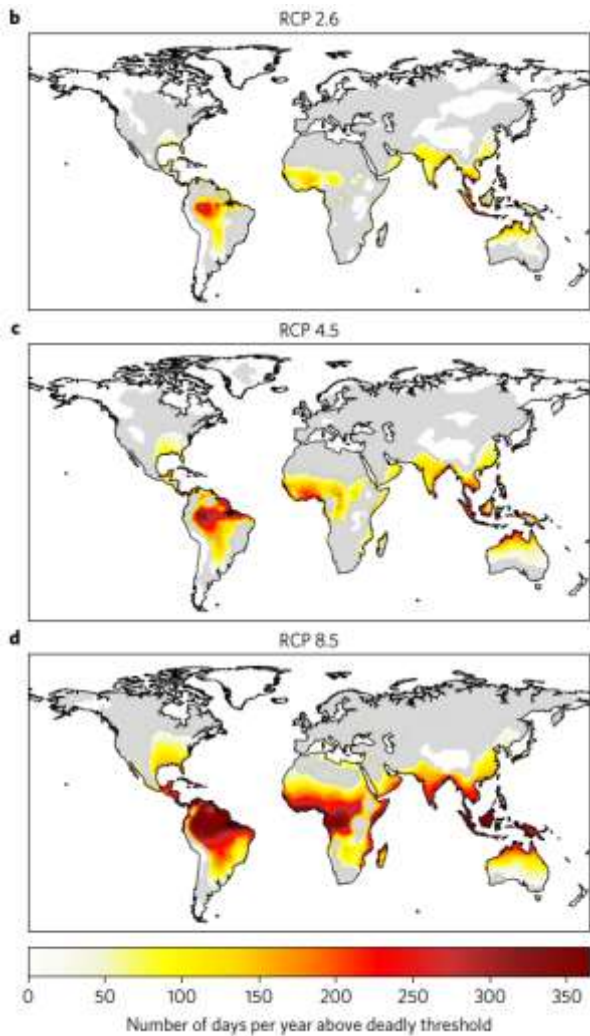 b
RCP 2.6
c
RCP 4.5
d
RCP 8.5
0 50 100 150 200 250 300 350
Number of days per year above deadly threshold